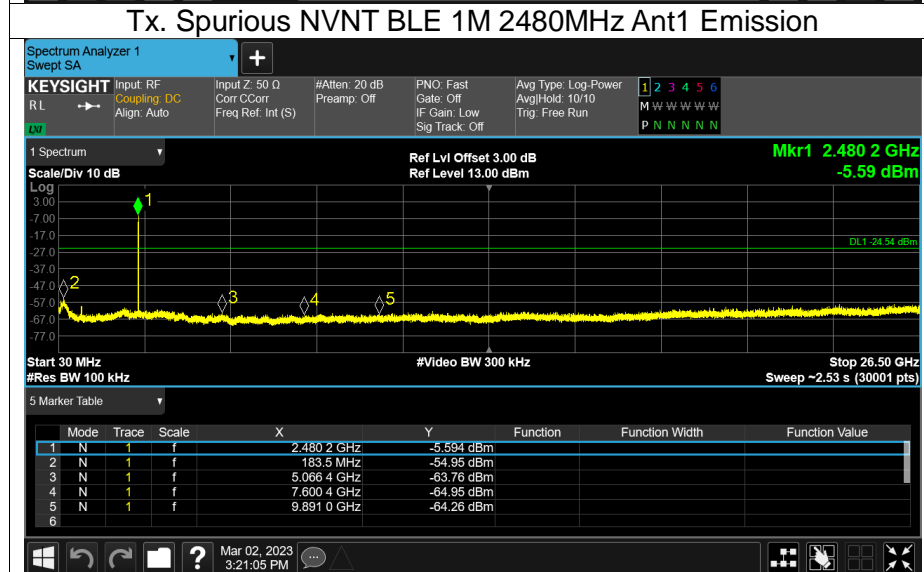 Tx. Spurious NVNT BLE 1M 2480MHz Ant1 Emission
Spectrum Analyzer 1
Swept SA
+
KEYSIGHT Input: RF Input Z: 50 Ω #Atten: 20 dB PNO: Fast Avg Type: Log-Power 1 2 3 4 5 6
RL Coupling: DC Corr CCorr Preamp: Off Gate: Off Avg|Hold: 10/10 M W W W W W
Align: Auto Freq Ref: Int (S) IF Gain: Low Trig: Free Run
LXI Sig Track: Off P N N N N N
1 Spectrum Ref Lvl Offset 3.00 dB Mkr1 2.480 2 GHz
Scale/Div 10 dB Ref Level 13.00 dBm -5.59 dBm
Log
3.00 1
-7.00
-17.0
DL1 -24.54 dBm
-27.0
-37.0
-47.0 2
-57.0 3 4 5
-67.0
-77.0
Start 30 MHz #Video BW 300 kHz Stop 26.50 GHz
#Res BW 100 kHz Sweep ~2.53 s (30001 pts)
5 Marker Table
Mode Trace Scale X Y Function Function Width Function Value
1 N 1 f 2.480 2 GHz -5.594 dBm
2 N 1 f 183.5 MHz -54.95 dBm
3 N 1 f 5.066 4 GHz -63.76 dBm
4 N 1 f 7.600 4 GHz -64.95 dBm
5 N 1 f 9.891 0 GHz -64.26 dBm
6
? Mar 02, 2023
3:21:05 PM